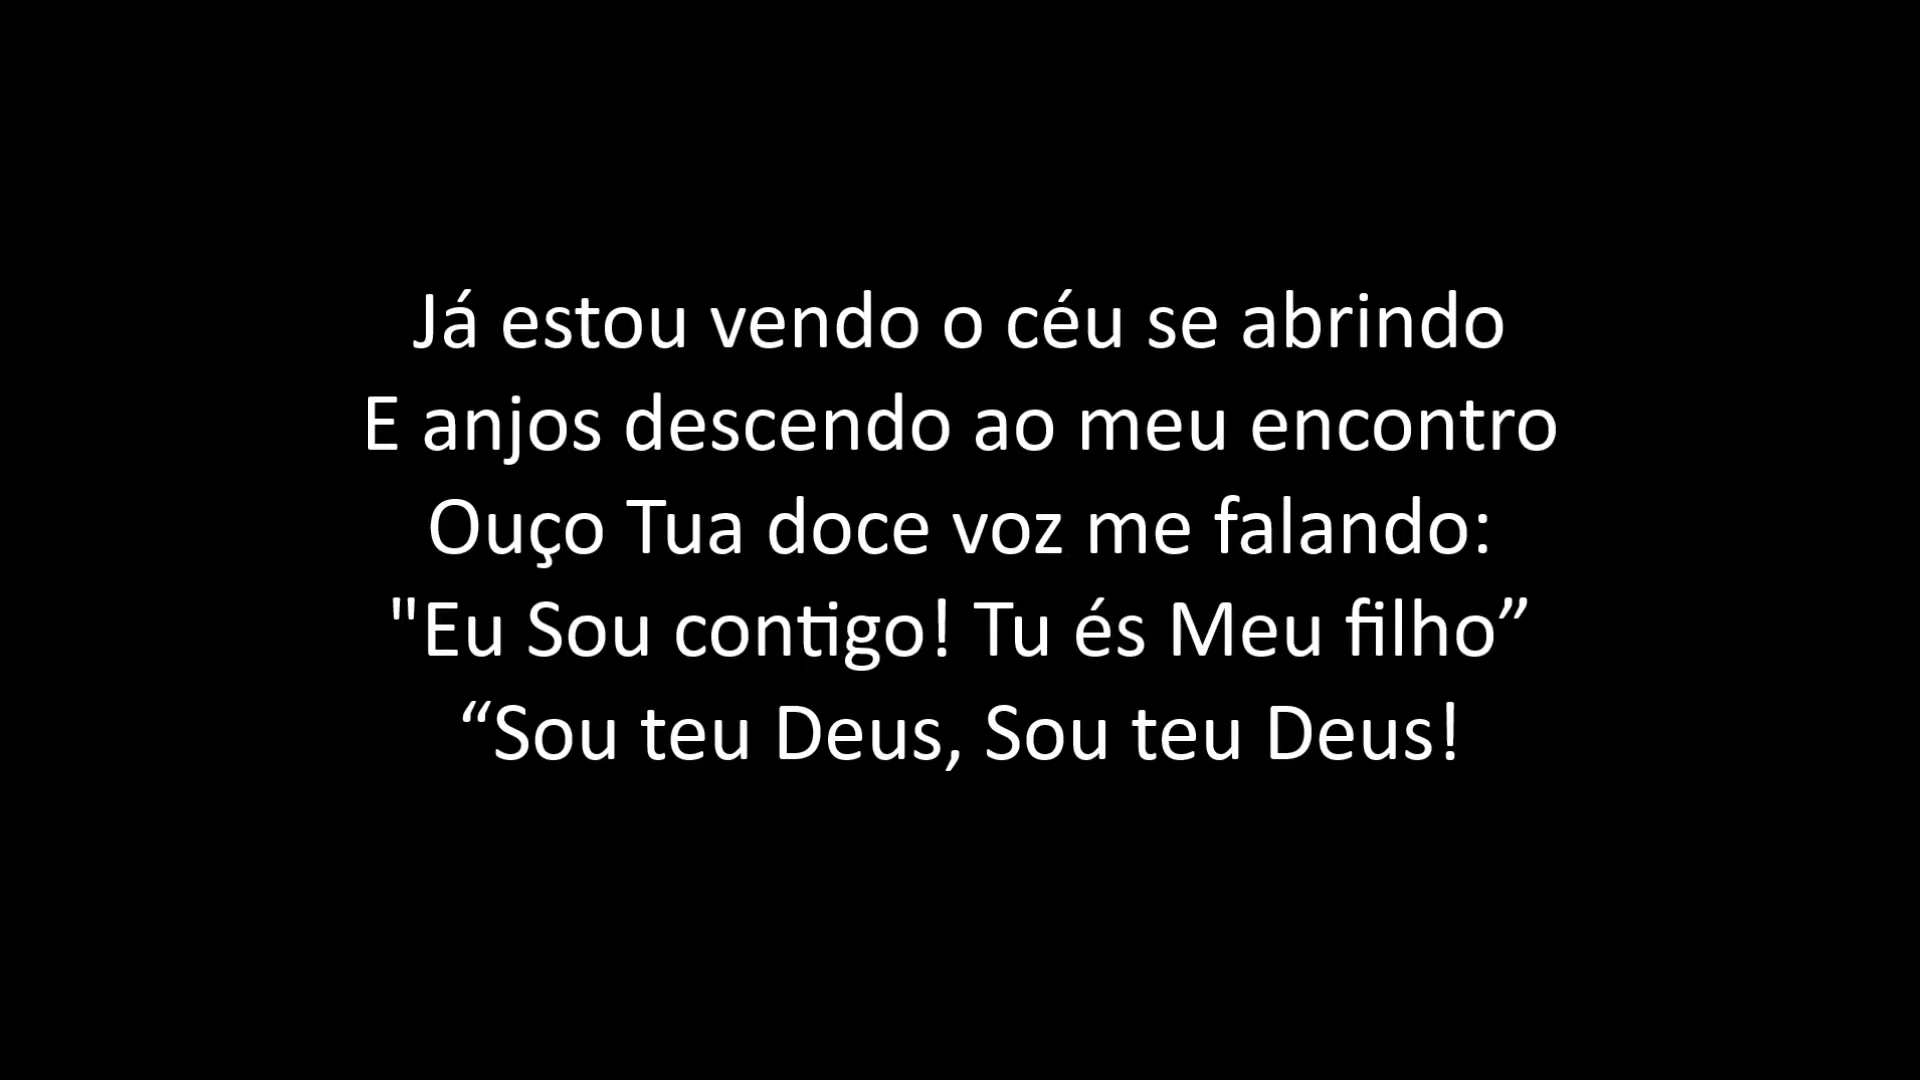 Já estou vendo o céu se abrindo
E anjos descendo ao meu encontro
Ouço Tua doce voz me falando:
"Eu Sou contigo! Tu és Meu filho”
“Sou teu Deus, Sou teu Deus!